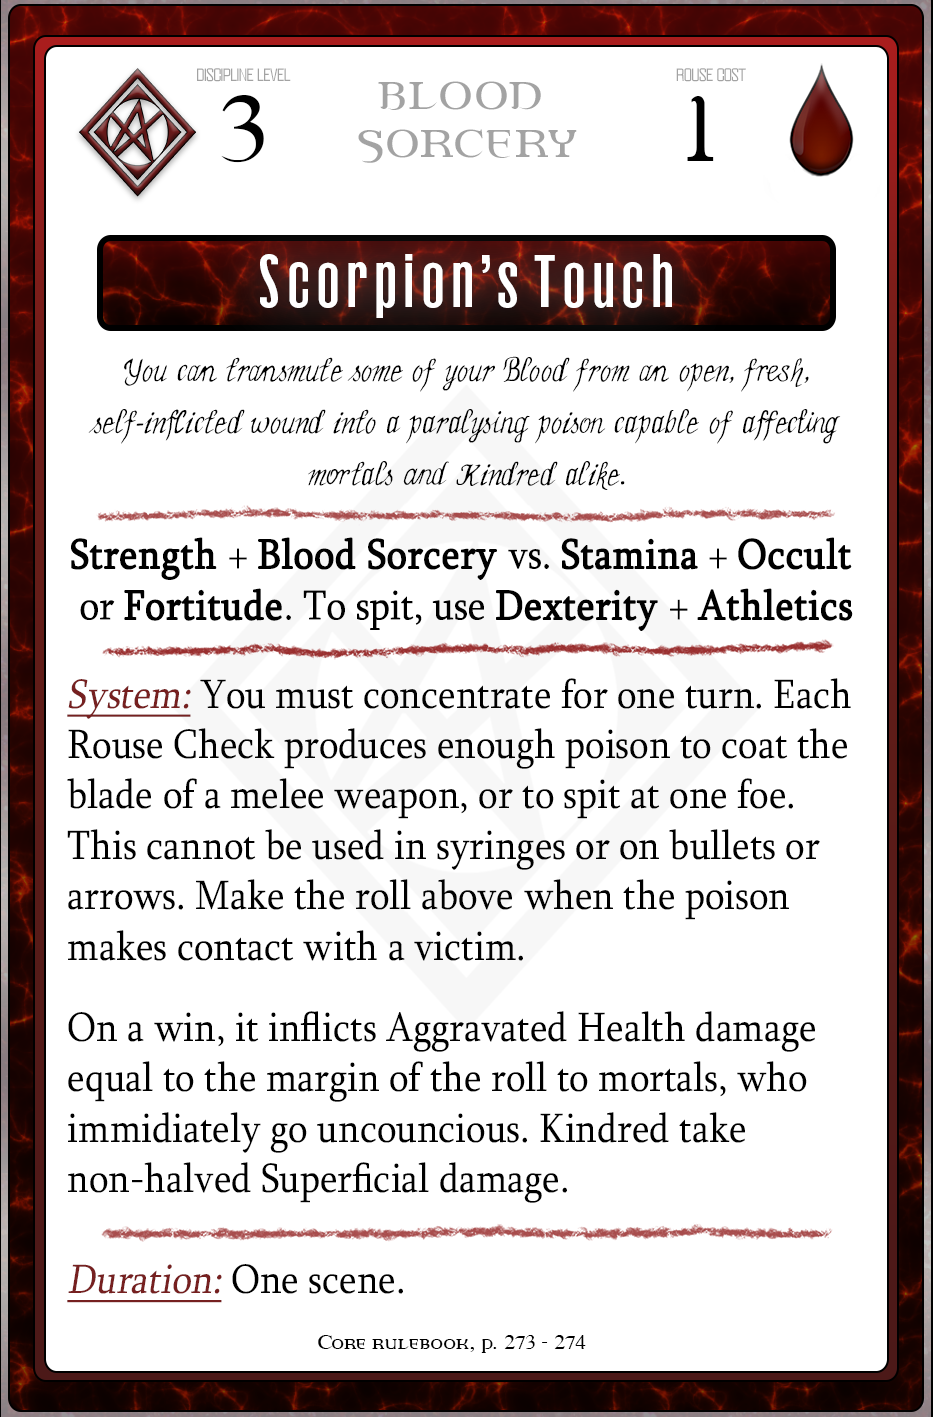 DISCIPLINE LEVEL
3
BLOOD
SORCERY
ROUSE COST
1
Scorpion's Touch
You can transmute some of your Blood from an open, fresh,
self-inflicted wound into a paralysing poison capable of affecting
mortals and Kindred alike.
Strength + Blood Sorcery vs. Stamina + Occult
or Fortitude. To spit, use Dexterity + Athletics
System: You must concentrate for one turn. Each
Rouse Check produces enough poison to coat the
blade of a melee weapon, or to spit at one foe.
This cannot be used in syringes or on bullets or
arrows. Make the roll above when the poison
makes contact with a victim.
On a win, it inflicts Aggravated Health damage
equal to the margin of the roll to mortals, who
immidiately go uncouncious. Kindred take
non-halved Superficial damage.
Duration: One scene.
Core rulebook, p. 273 - 274